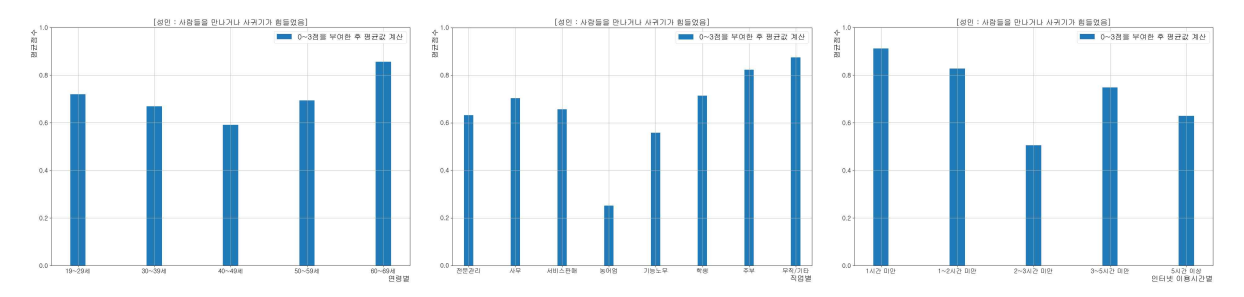 [성인 : 사람들을 만나거나 사귀기가 힘들었음]
평균점수
0~3점을 부여한 후 평균값 계산
1.0
0.8
0.6
0.4
0.2
0.0
19~29세 30~39세 40~49세 50~59세 60~69세
연령별
[성인 : 사람들을 만나거나 사귀기가 힘들었음]
평균점수
0~3점을 부여한 후 평균값 계산
1.0
0.8
0.6
0.4
0.2
0.0
전문관리 사무 서비스판매 농어업 기능노무 학생 주부 무직/기타
직업별
[성인 : 사람들을 만나거나 사귀기가 힘들었음]
평균점수
0~3점을 부여한 후 평균값 계산
1.0
0.8
0.6
0.4
0.2
0.0
1시간 미만 1~2시간 미만 2~3시간 미만 3~5시간 미만 5시간 이상
인터넷 이용시간별